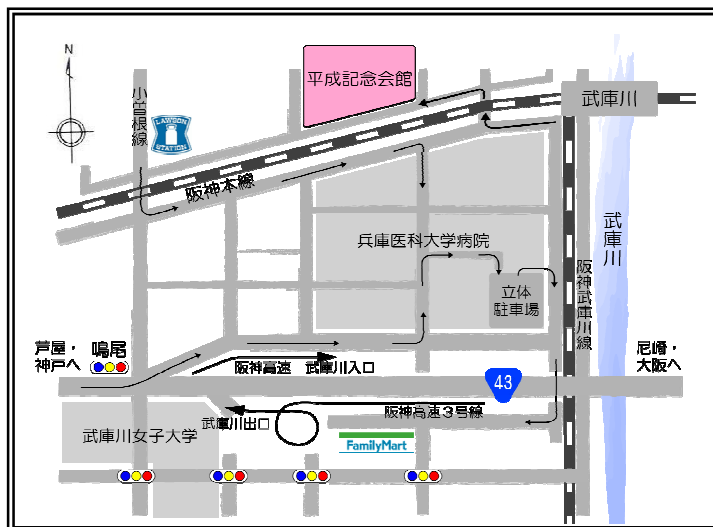 N
平成記念会館
武庫川
小曽根線
LAWSON
STATION
阪神本線
武庫川
兵庫医科大学病院
立体
駐車場
阪神武庫川線
芦屋・
神戸へ
鳴尾
阪神高速 武庫川入口
尼崎・
大阪へ
43
武庫川出口
阪神高速3号線
武庫川女子大学
FamilyMart